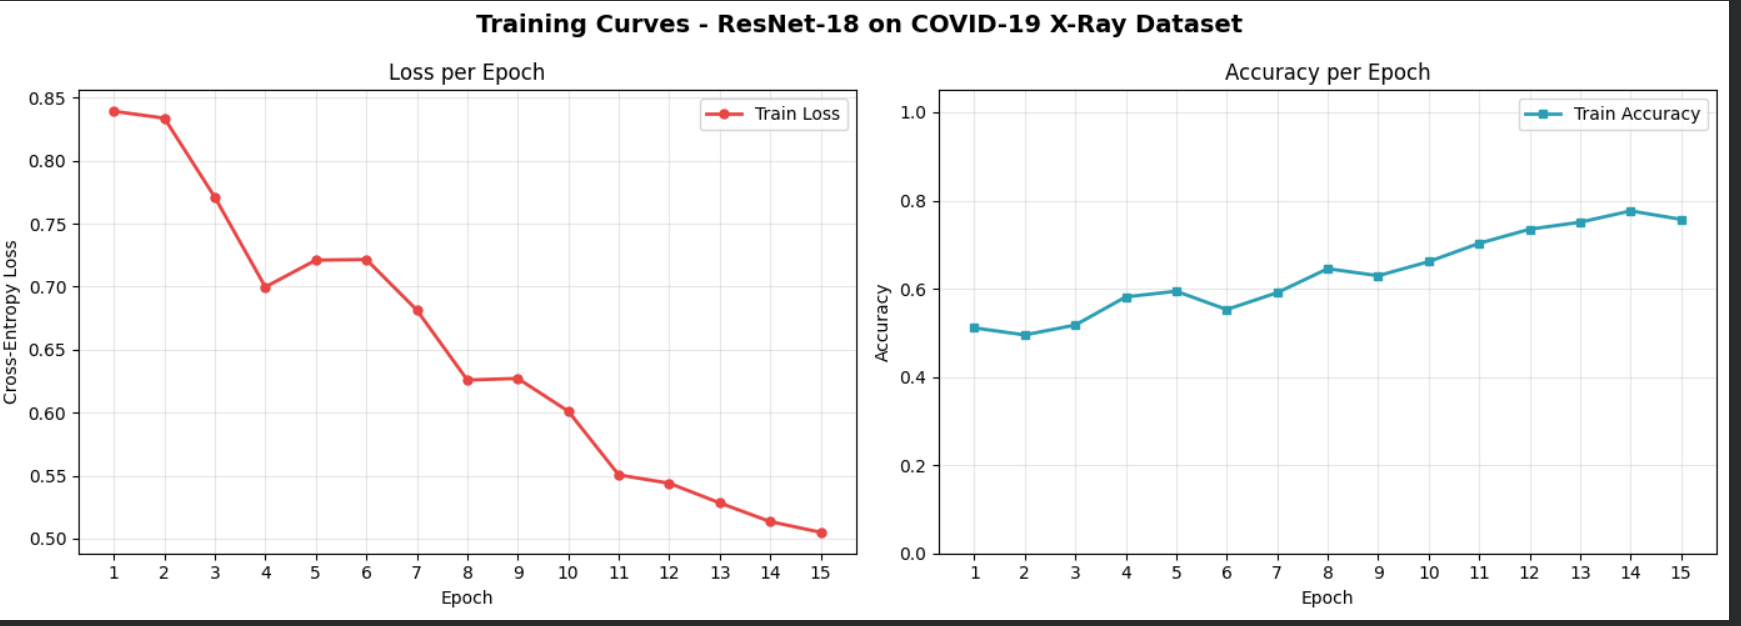 Training Curves - ResNet-18 on COVID-19 X-Ray Dataset
Loss per Epoch
Train Loss
Cross-Entropy Loss
0.85
0.80
0.75
0.70
0.65
0.60
0.55
0.50
1 2 3 4 5 6 7 8 9 10 11 12 13 14 15
Epoch
Accuracy per Epoch
Train Accuracy
Accuracy
1.0
0.8
0.6
0.4
0.2
0.0
1 2 3 4 5 6 7 8 9 10 11 12 13 14 15
Epoch